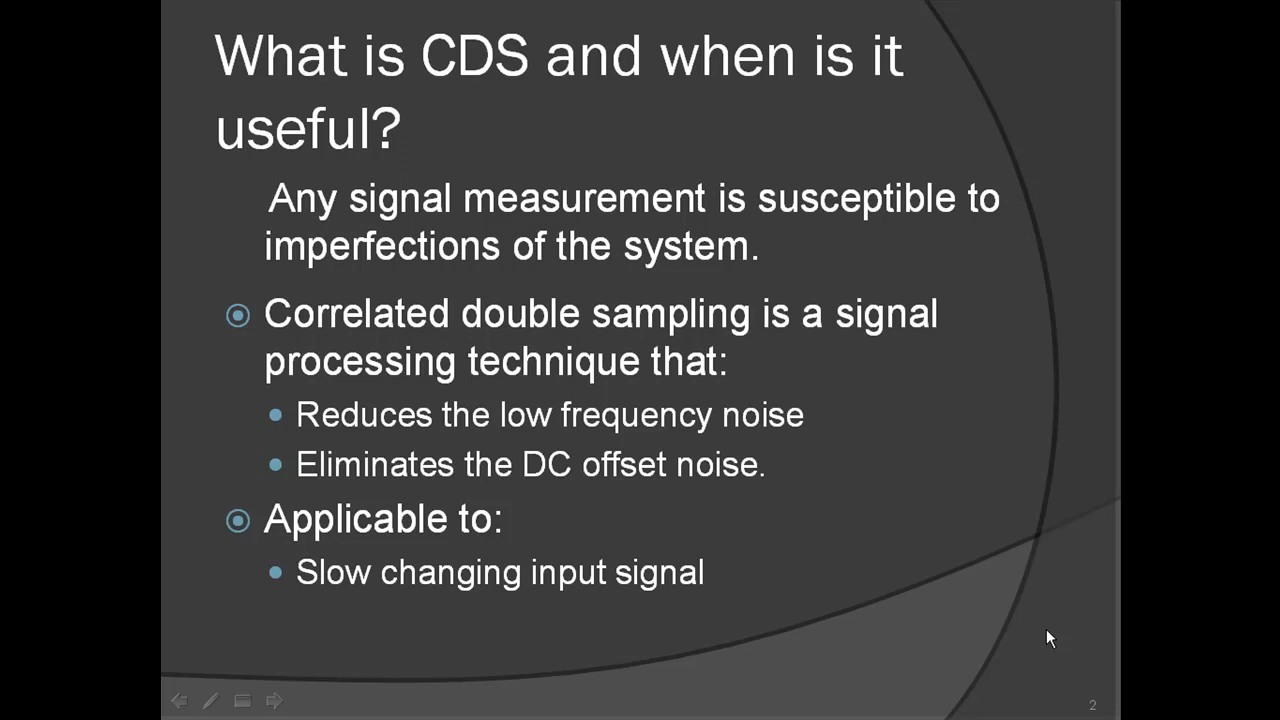 What is CDS and when is it
useful?
Any signal measurement is susceptible to
imperfections of the system.
Correlated double sampling is a signal
processing technique that:
Reduces the low frequency noise
Eliminates the DC offset noise.
Applicable to:
Slow changing input signal
2